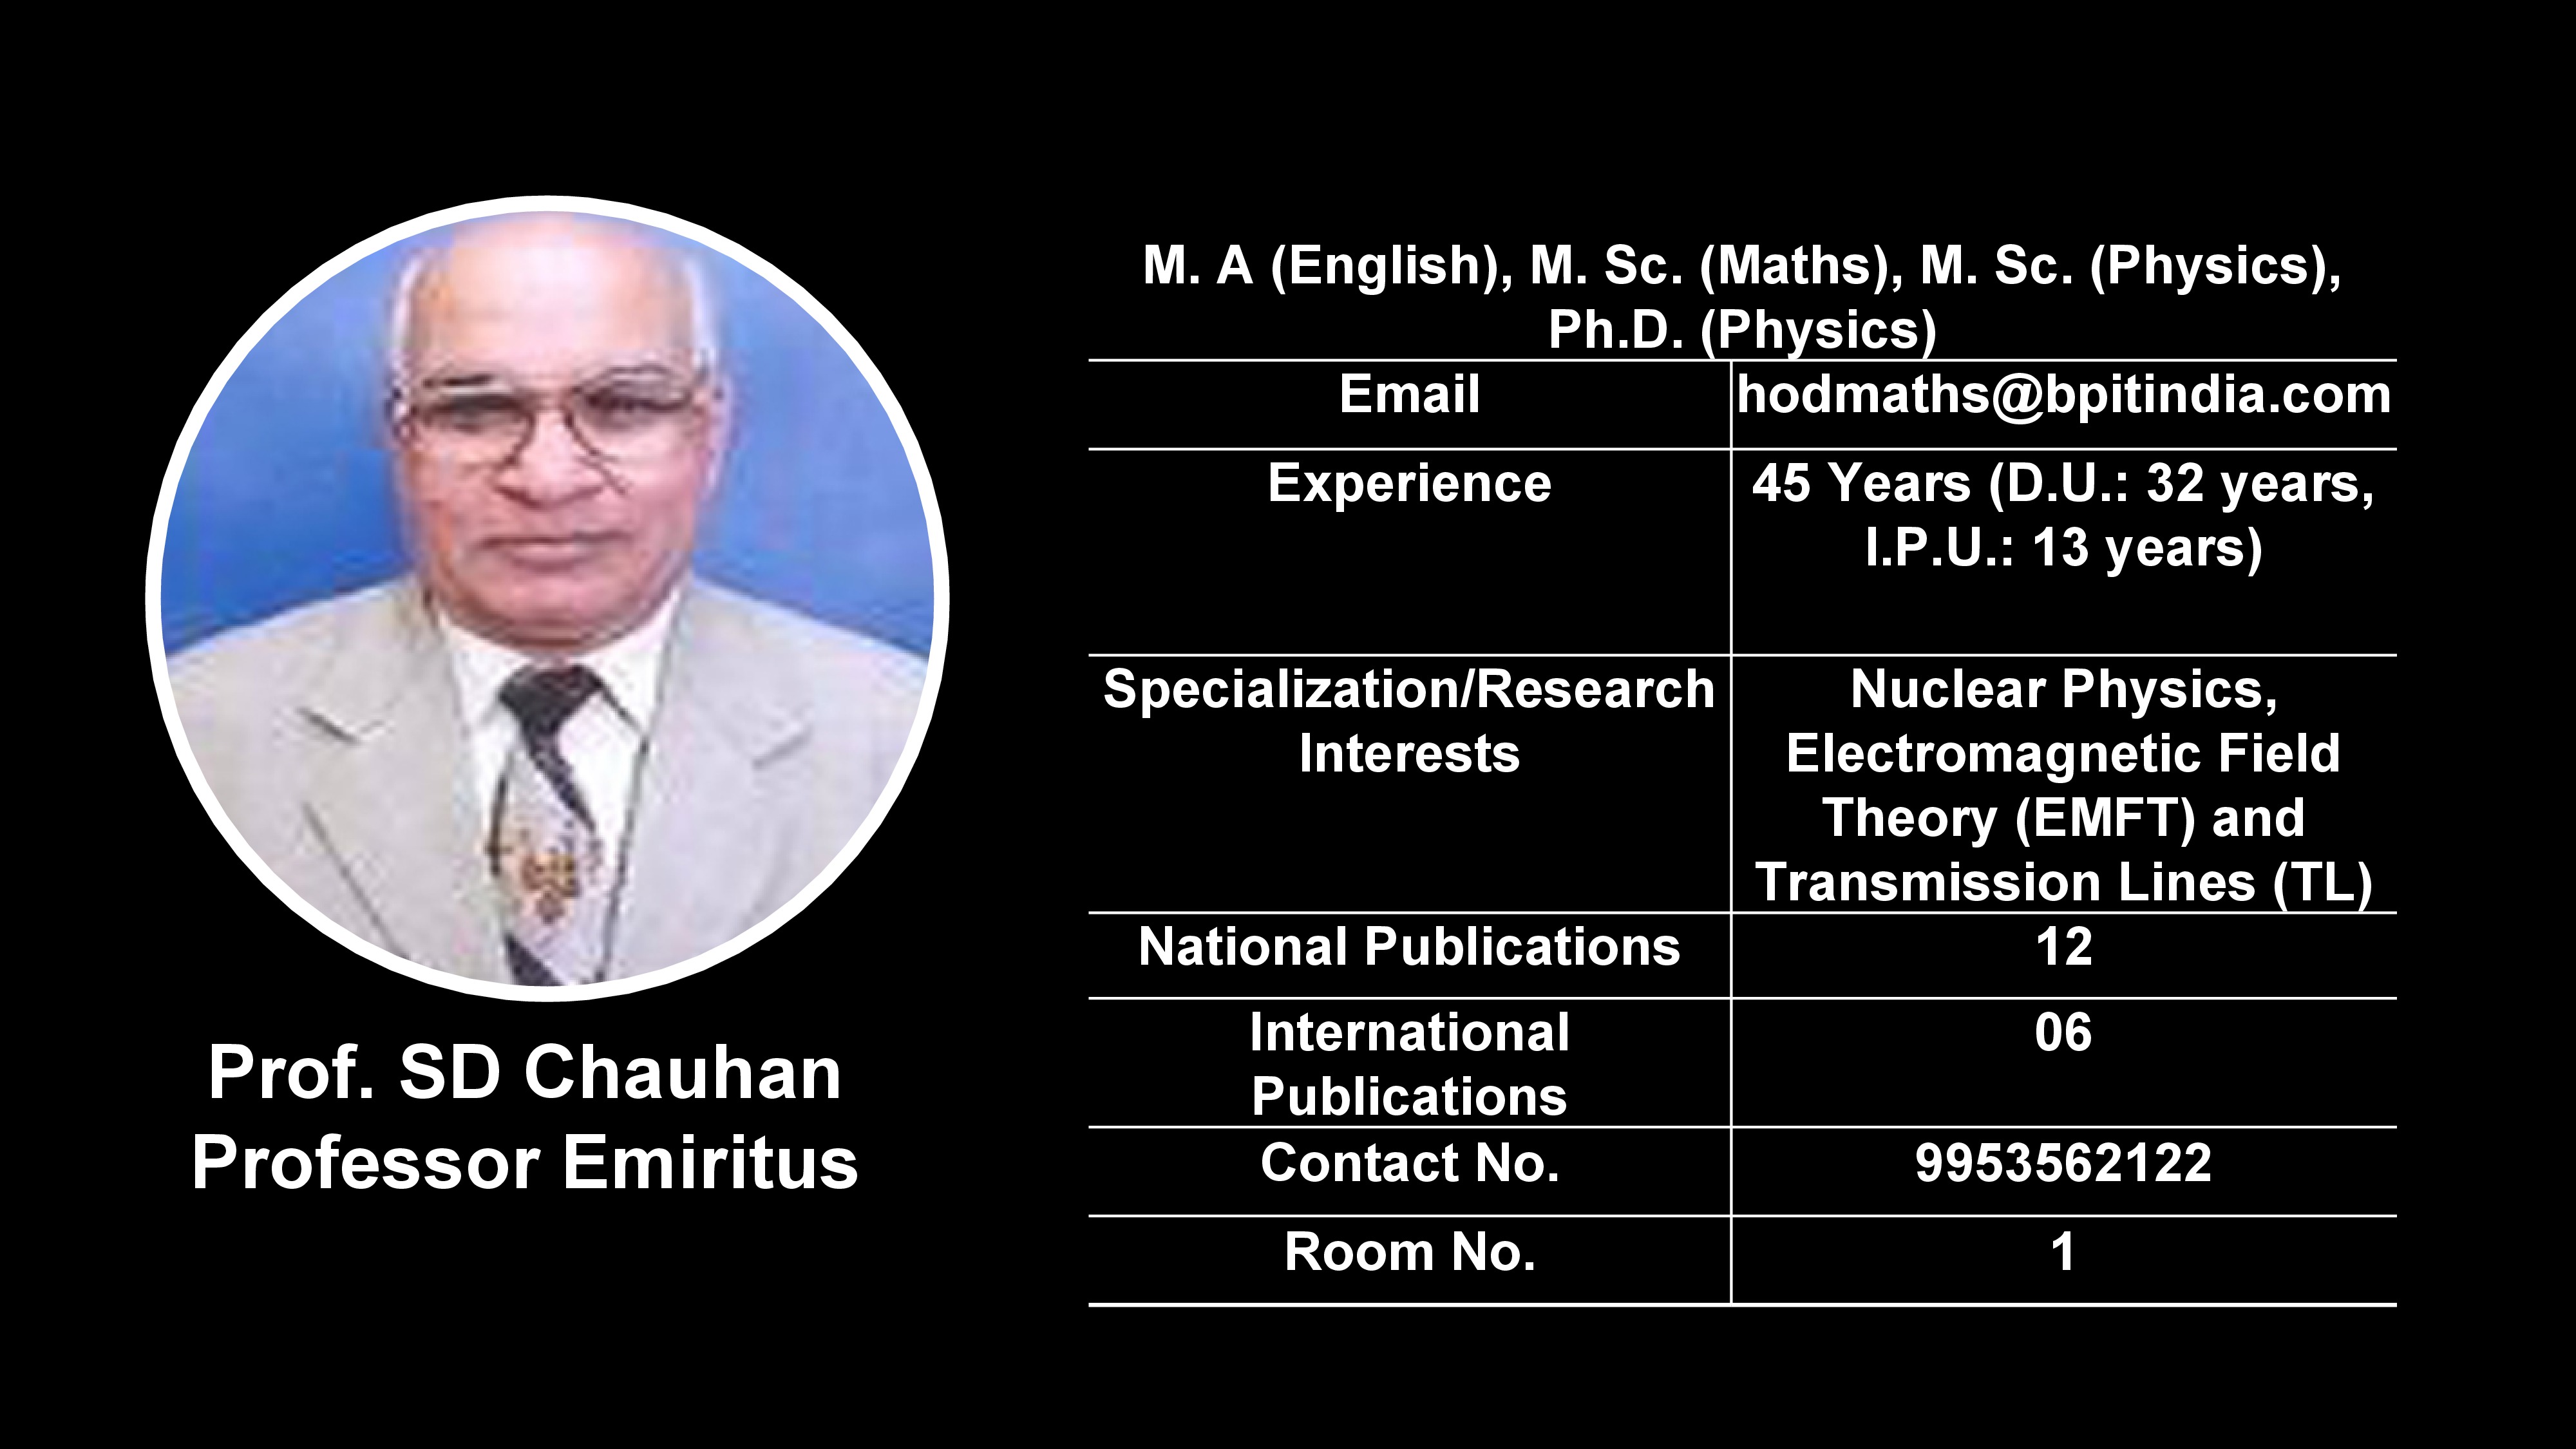 Prof. SD Chauhan
Professor Emiritus
M. A (English), M. Sc. (Maths), M. Sc. (Physics),
Ph.D. (Physics)
Email
hodmaths@bpitindia.com
Experience
45 Years (D.U.: 32 years,
I.P.U.: 13 years)
Specialization/Research
Interests
Nuclear Physics,
Electromagnetic Field
Theory (EMFT) and
Transmission Lines (TL)
National Publications
12
International
Publications
06
Contact No.
9953562122
Room No.
1